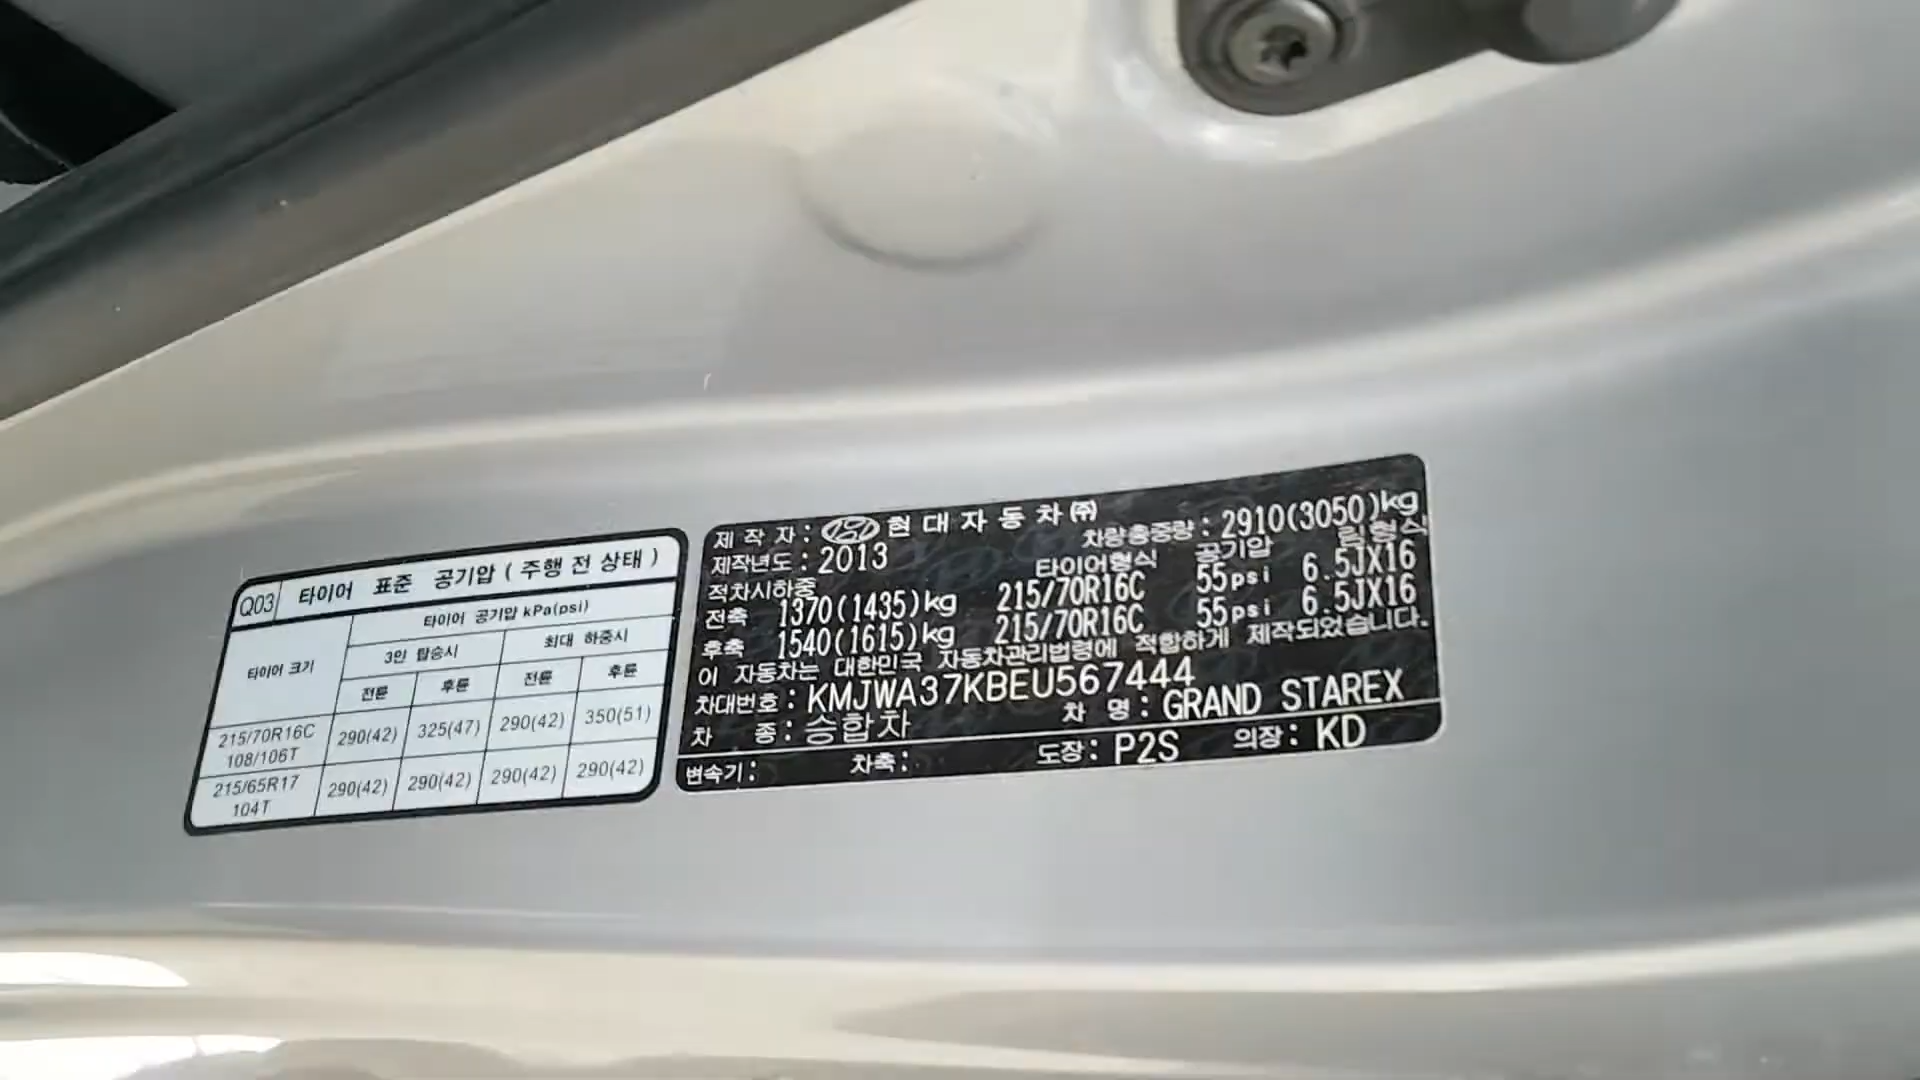 Q03 타이어 표준 공기압 ( 주행 전 상태 )
타이어 크기
타이어 공기압 kPa(psi)
3인 탑승시 최대 하중시
전륜 후륜 전륜 후륜
215/70R16C 108/106T 290(42) 325(47) 290(42) 350(51)
215/65R17 104T 290(42) 290(42) 290(42) 290(42)
제 작 자 : 현 대 자 동 차 ㈜
제작년도 : 2013 차량총중량 : 2910(3050)kg
적차시하중 타이어형식 공기압 림형식
전축 1370(1435)kg 215/70R16C 55psi 6.5JX16
후축 1540(1615)kg 215/70R16C 55psi 6.5JX16
이 자동차는 대한민국 자동차관리법령에 적합하게 제작되었습니다.
차대번호 : KMJWA37KBEU567444
차 종 : 승합차 차 명 : GRAND STAREX
변속기 : 차축 : 도장 : P2S 의장 : KD